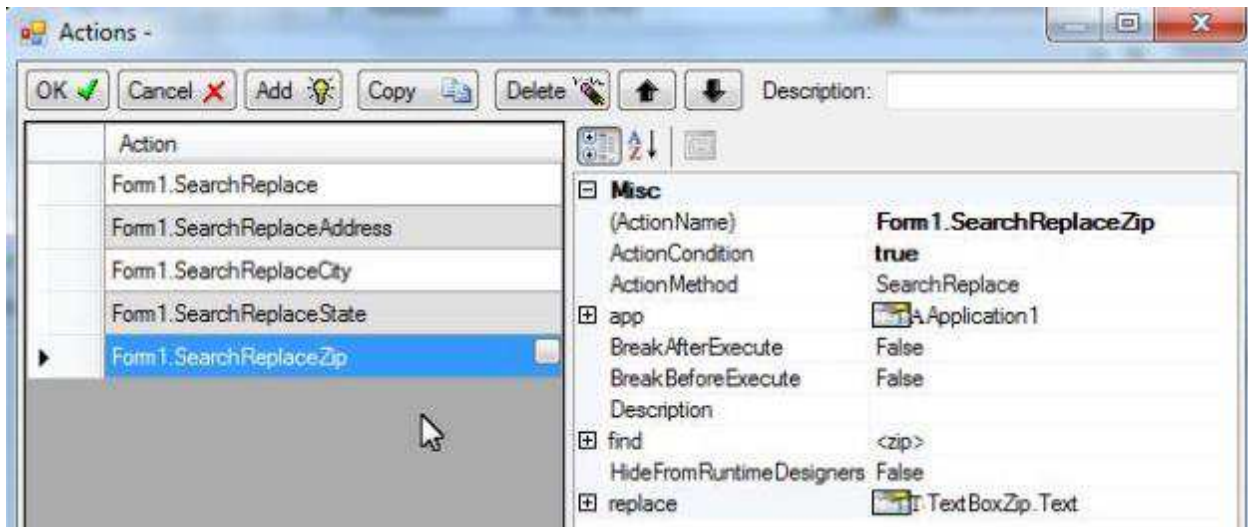 Actions -
OK Cancel Add Copy Delete Description:
Action
Form1.SearchReplace
Form1.SearchReplaceAddress
Form1.SearchReplaceCity
Form1.SearchReplaceState
Form1.SearchReplaceZip
Misc
(ActionName) Form1.SearchReplaceZip
ActionCondition true
ActionMethod SearchReplace
app A.Application1
BreakAfterExecute False
BreakBeforeExecute False
Description
find <zip>
HideFromRuntimeDesigners False
replace T.TextBoxZip.Text